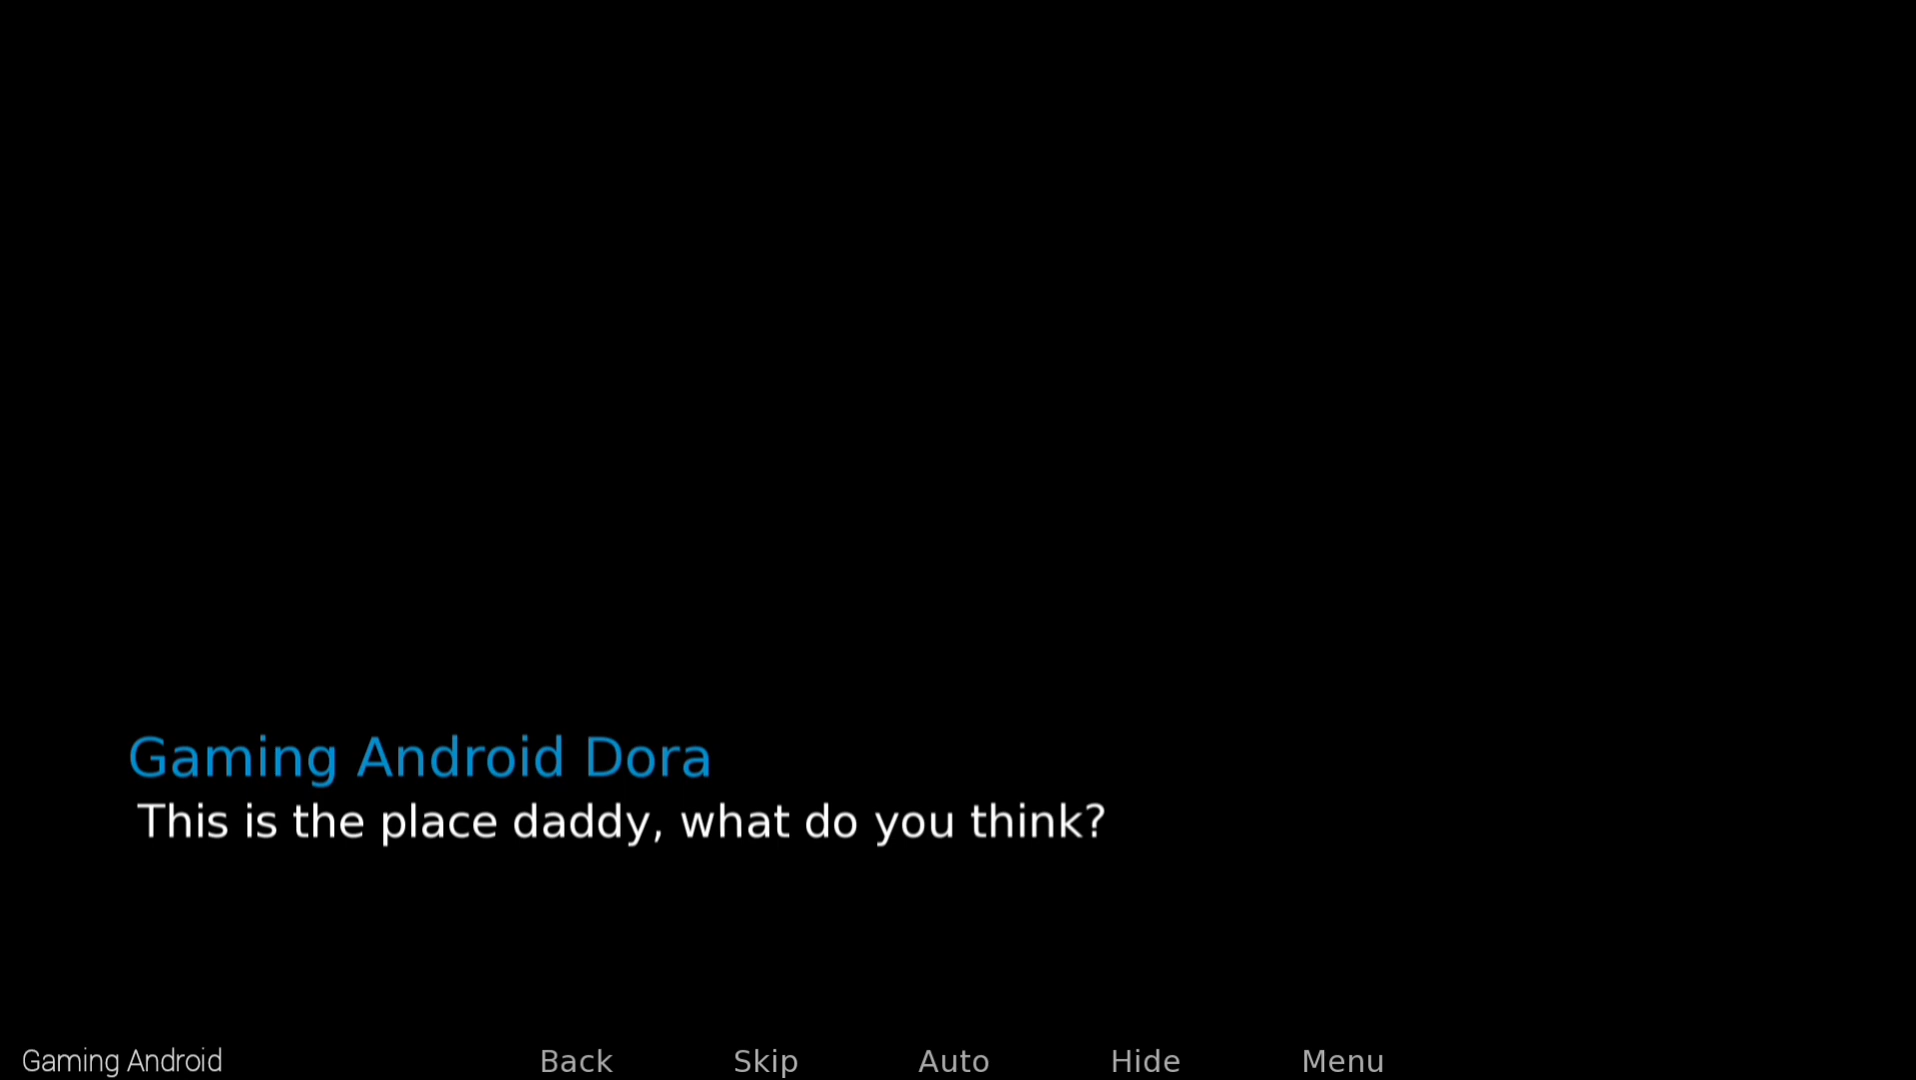 Gaming Android Dora
This is the place daddy, what do you think?
Gaming Android Back Skip Auto Hide Menu